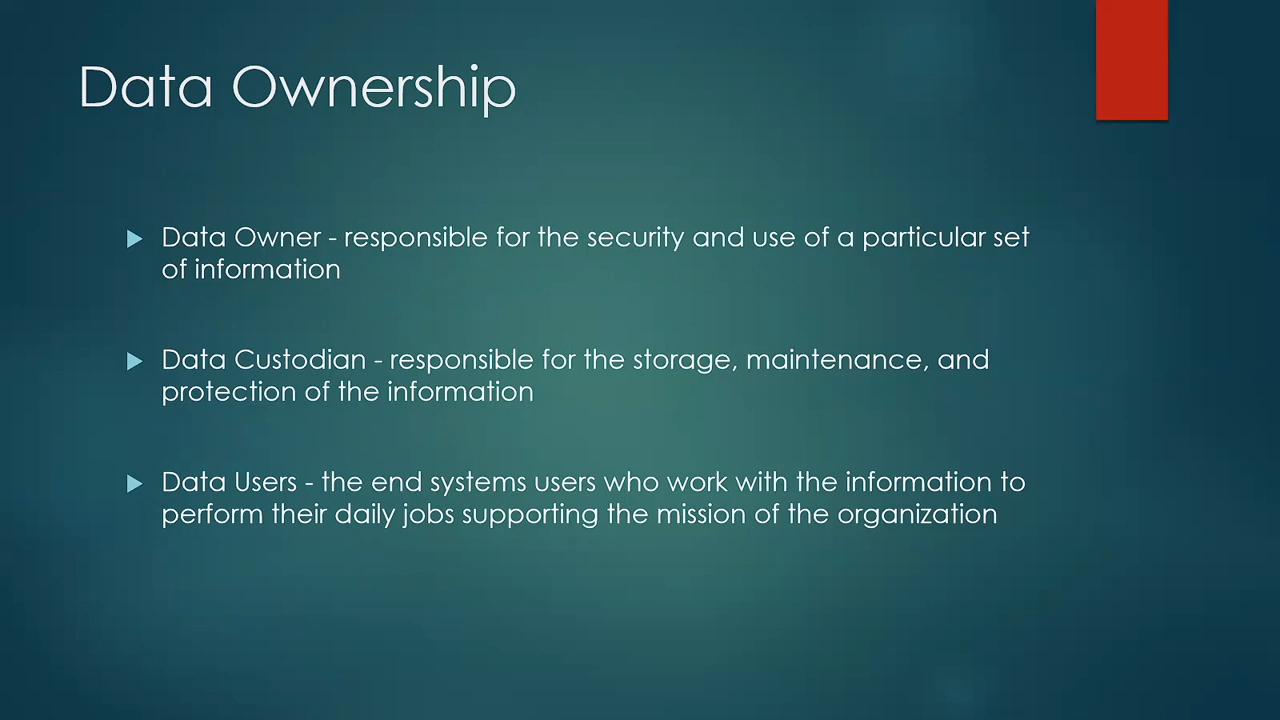 Data Ownership
Data Owner - responsible for the security and use of a particular set
of information
Data Custodian - responsible for the storage, maintenance, and
protection of the information
Data Users - the end systems users who work with the information to
perform their daily jobs supporting the mission of the organization